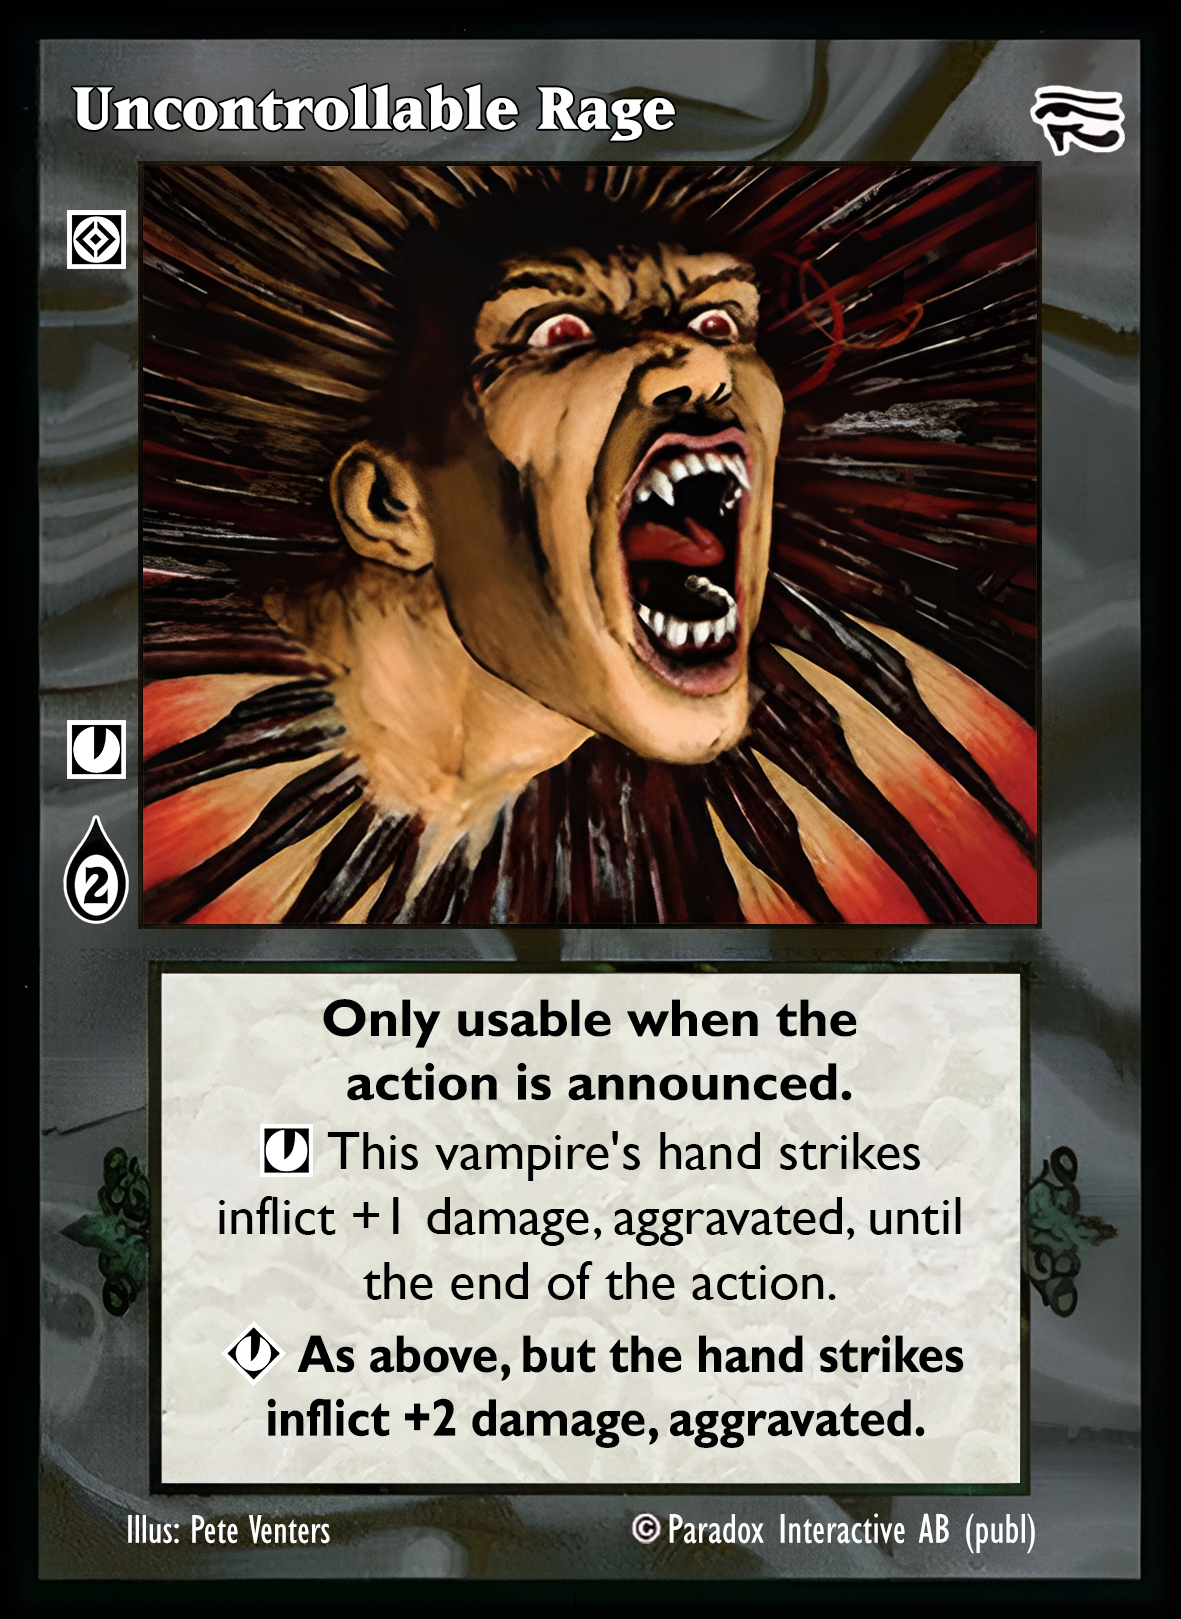 Uncontrollable Rage
2
Only usable when the
action is announced.
This vampire's hand strikes
inflict +1 damage, aggravated, until
the end of the action.
As above, but the hand strikes
inflict +2 damage, aggravated.
Illus: Pete Venters © Paradox Interactive AB (publ)